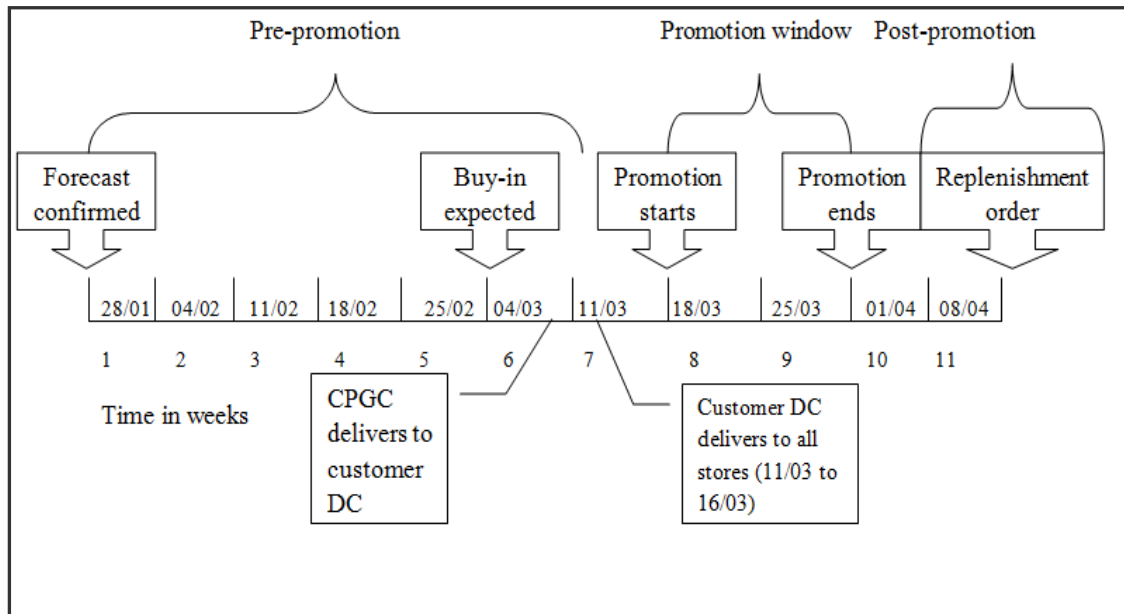 Pre-promotion
Promotion window
Post-promotion
Forecast
confirmed
Buy-in
expected
Promotion
starts
Promotion
ends
Replenishment
order
28/01 04/02 11/02 18/02 25/02 04/03 11/03 18/03 25/03 01/04 08/04
1 2 3 4 5 6 7 8 9 10 11
Time in weeks
CPGC
delivers to
customer
DC
Customer DC
delivers to all
stores (11/03 to
16/03)